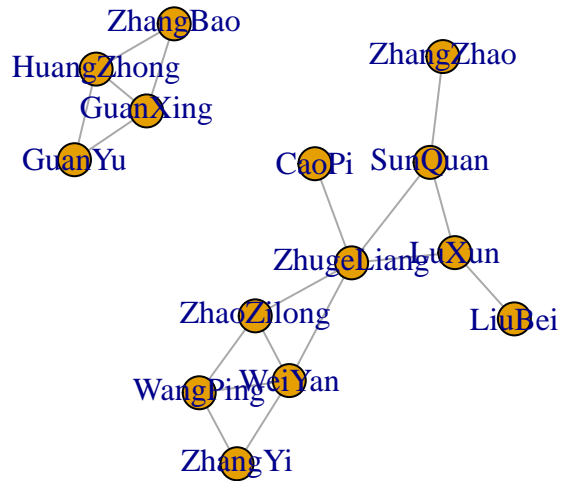 ZhangBao
ZhangZhao
HuangZhong
GuanXing
GuanYu
CaoPi
SunQuan
ZhugeLiang
LuXun
ZhaoZilong
LiuBei
WangPing
WeiYan
ZhangYi